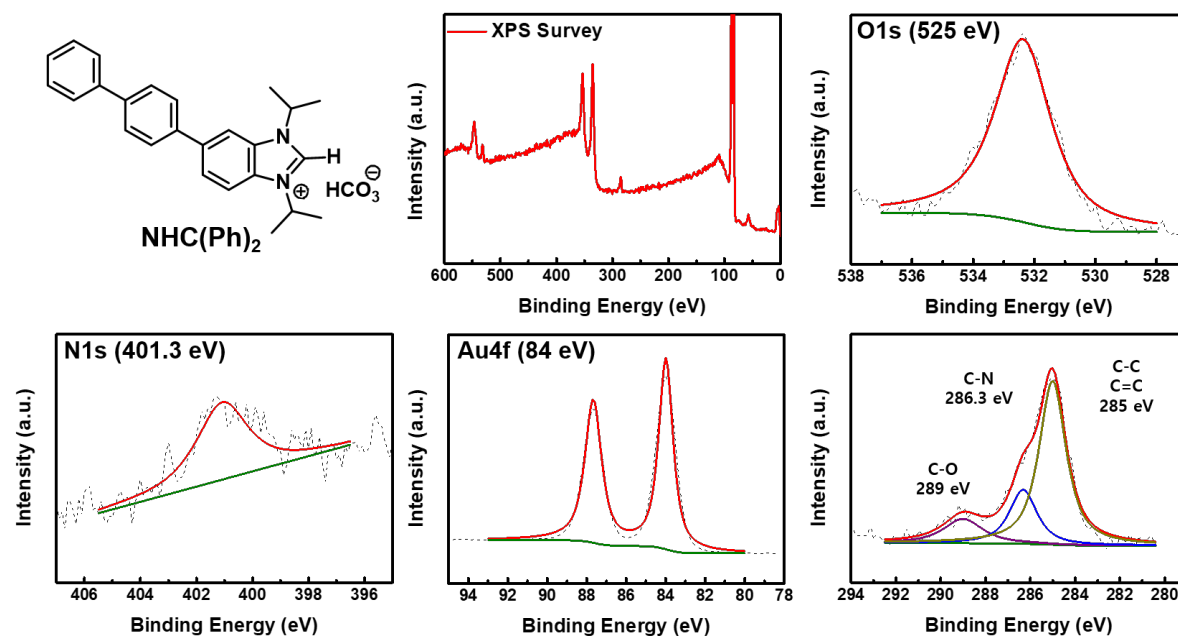 N
N
H
⊕
HCO3⊖
NHC(Ph)2
XPS Survey
Intensity (a.u.)
600 500 400 300 200 100 0
Binding Energy (eV)
O1s (525 eV)
Intensity (a.u.)
538 536 534 532 530 528
Binding Energy (eV)
N1s (401.3 eV)
Intensity (a.u.)
406 404 402 400 398 396
Binding Energy (eV)
Au4f (84 eV)
Intensity (a.u.)
94 92 90 88 86 84 82 80 78
Binding Energy (eV)
C-N
286.3 eV
C-C
C=C
285 eV
C-O
289 eV
Intensity (a.u.)
294 292 290 288 286 284 282 280
Binding Energy (eV)